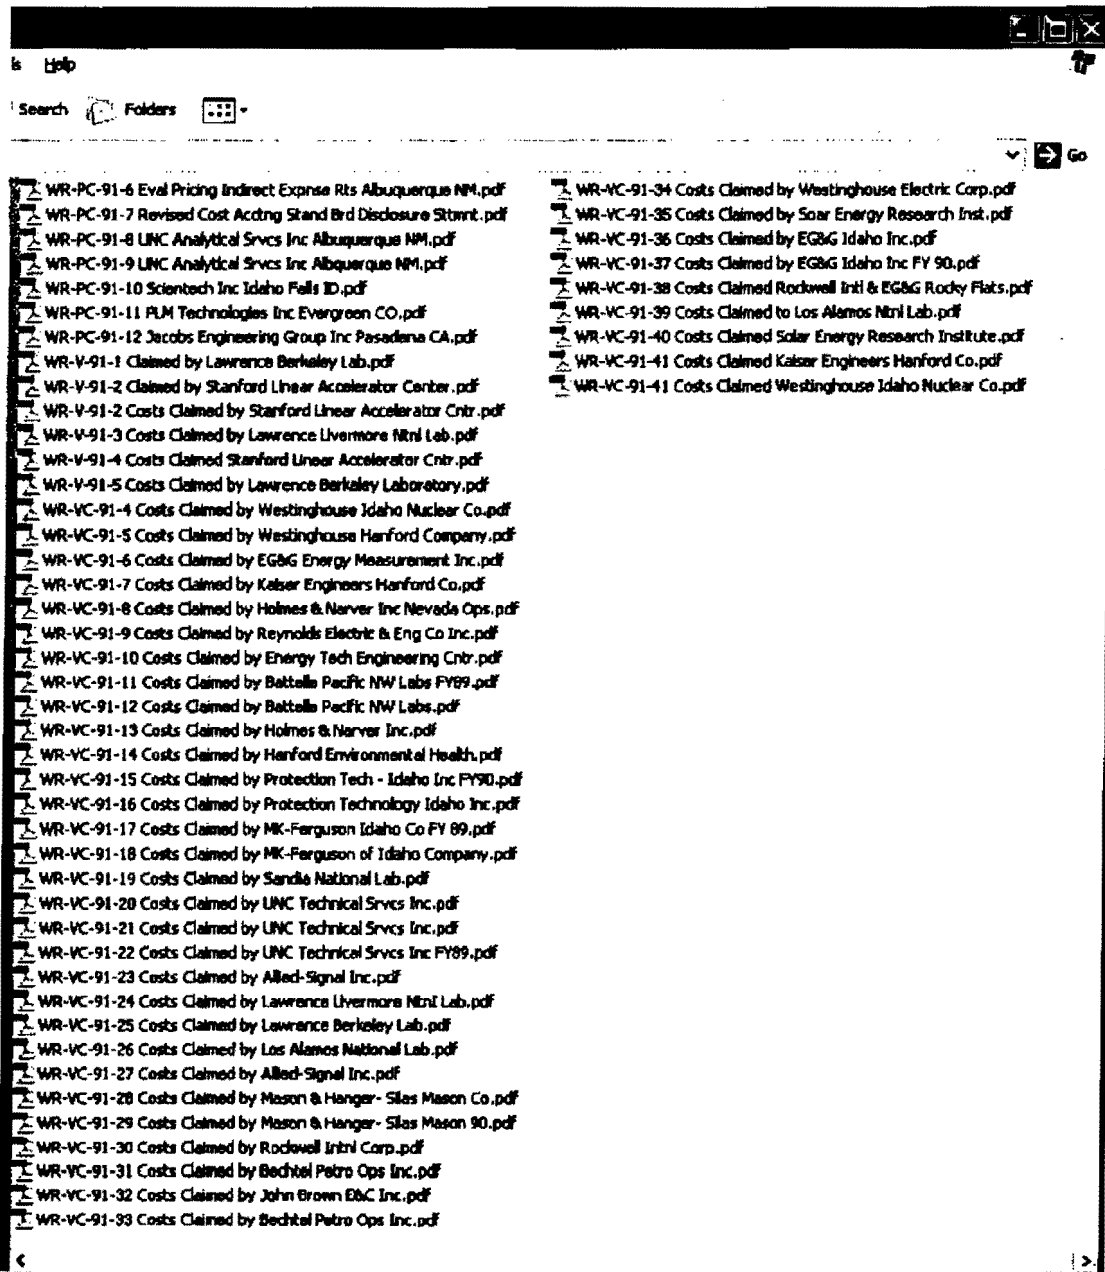 ls Help
Search Folders
Go
WR-PC-91-6 Eval Pricing Indirect Expnse Rts Albuquerque NM.pdf
WR-PC-91-7 Revised Cost Acctng Stand Brd Disclosure Sttmnt.pdf
WR-PC-91-8 UNC Analytical Srvcs Inc Albuquerque NM.pdf
WR-PC-91-9 UNC Analytical Srvcs Inc Albquerque NM.pdf
WR-PC-91-10 Scientech Inc Idaho Falls ID.pdf
WR-PC-91-11 PLM Technologies Inc Evergreen CO.pdf
WR-PC-91-12 Jacobs Engineering Group Inc Pasadena CA.pdf
WR-V-91-1 Claimed by Lawrence Berkeley Lab.pdf
WR-V-91-2 Claimed by Stanford Linear Accelerator Center.pdf
WR-V-91-2 Costs Claimed by Stanford Linear Accelerator Cntr.pdf
WR-V-91-3 Costs Claimed by Lawrence Livermore Ntnl Lab.pdf
WR-V-91-4 Costs Claimed Stanford Linear Accelerator Cntr.pdf
WR-V-91-5 Costs Claimed by Lawrence Berkeley Laboratory.pdf
WR-VC-91-4 Costs Claimed by Westinghouse Idaho Nuclear Co.pdf
WR-VC-91-5 Costs Claimed by Westinghouse Hanford Company.pdf
WR-VC-91-6 Costs Claimed by EG&G Energy Measurement Inc.pdf
WR-VC-91-7 Costs Claimed by Kaiser Engineers Hanford Co.pdf
WR-VC-91-8 Costs Claimed by Holmes & Narver Inc Nevada Ops.pdf
WR-VC-91-9 Costs Claimed by Reynolds Electric & Eng Co Inc.pdf
WR-VC-91-10 Costs Claimed by Energy Tech Engineering Cntr.pdf
WR-VC-91-11 Costs Claimed by Battelle Pacific NW Labs FY89.pdf
WR-VC-91-12 Costs Claimed by Battelle Pacific NW Labs.pdf
WR-VC-91-13 Costs Claimed by Holmes & Narver Inc.pdf
WR-VC-91-14 Costs Claimed by Hanford Environmental Health.pdf
WR-VC-91-15 Costs Claimed by Protection Tech - Idaho Inc FY90.pdf
WR-VC-91-16 Costs Claimed by Protection Technology Idaho Inc.pdf
WR-VC-91-17 Costs Claimed by MK-Ferguson Idaho Co FY 89.pdf
WR-VC-91-18 Costs Claimed by MK-Ferguson of Idaho Company.pdf
WR-VC-91-19 Costs Claimed by Sandia National Lab.pdf
WR-VC-91-20 Costs Claimed by UNC Technical Srvcs Inc.pdf
WR-VC-91-21 Costs Claimed by UNC Technical Srvcs Inc.pdf
WR-VC-91-22 Costs Claimed by UNC Technical Srvcs Inc FY89.pdf
WR-VC-91-23 Costs Claimed by Allied-Signal Inc.pdf
WR-VC-91-24 Costs Claimed by Lawrence Livermore Ntnl Lab.pdf
WR-VC-91-25 Costs Claimed by Lawrence Berkeley Lab.pdf
WR-VC-91-26 Costs Claimed by Los Alamos National Lab.pdf
WR-VC-91-27 Costs Claimed by Allied-Signal Inc.pdf
WR-VC-91-28 Costs Claimed by Mason & Hanger- Silas Mason Co.pdf
WR-VC-91-29 Costs Claimed by Mason & Hanger- Silas Mason 90.pdf
WR-VC-91-30 Costs Claimed by Rockwell Intnl Corp.pdf
WR-VC-91-31 Costs Claimed by Bechtel Petro Ops Inc.pdf
WR-VC-91-32 Costs Claimed by John Brown E&C Inc.pdf
WR-VC-91-33 Costs Claimed by Bechtel Petro Ops Inc.pdf
WR-VC-91-34 Costs Claimed by Westinghouse Electric Corp.pdf
WR-VC-91-35 Costs Claimed by Soar Energy Research Inst.pdf
WR-VC-91-36 Costs Claimed by EG&G Idaho Inc.pdf
WR-VC-91-37 Costs Claimed by EG&G Idaho Inc FY 90.pdf
WR-VC-91-38 Costs Claimed Rockwell Intl & EG&G Rocky Flats.pdf
WR-VC-91-39 Costs Claimed to Los Alamos Ntnl Lab.pdf
WR-VC-91-40 Costs Claimed Solar Energy Research Institute.pdf
WR-VC-91-41 Costs Claimed Kaiser Engineers Hanford Co.pdf
WR-VC-91-41 Costs Claimed Westinghouse Idaho Nuclear Co.pdf